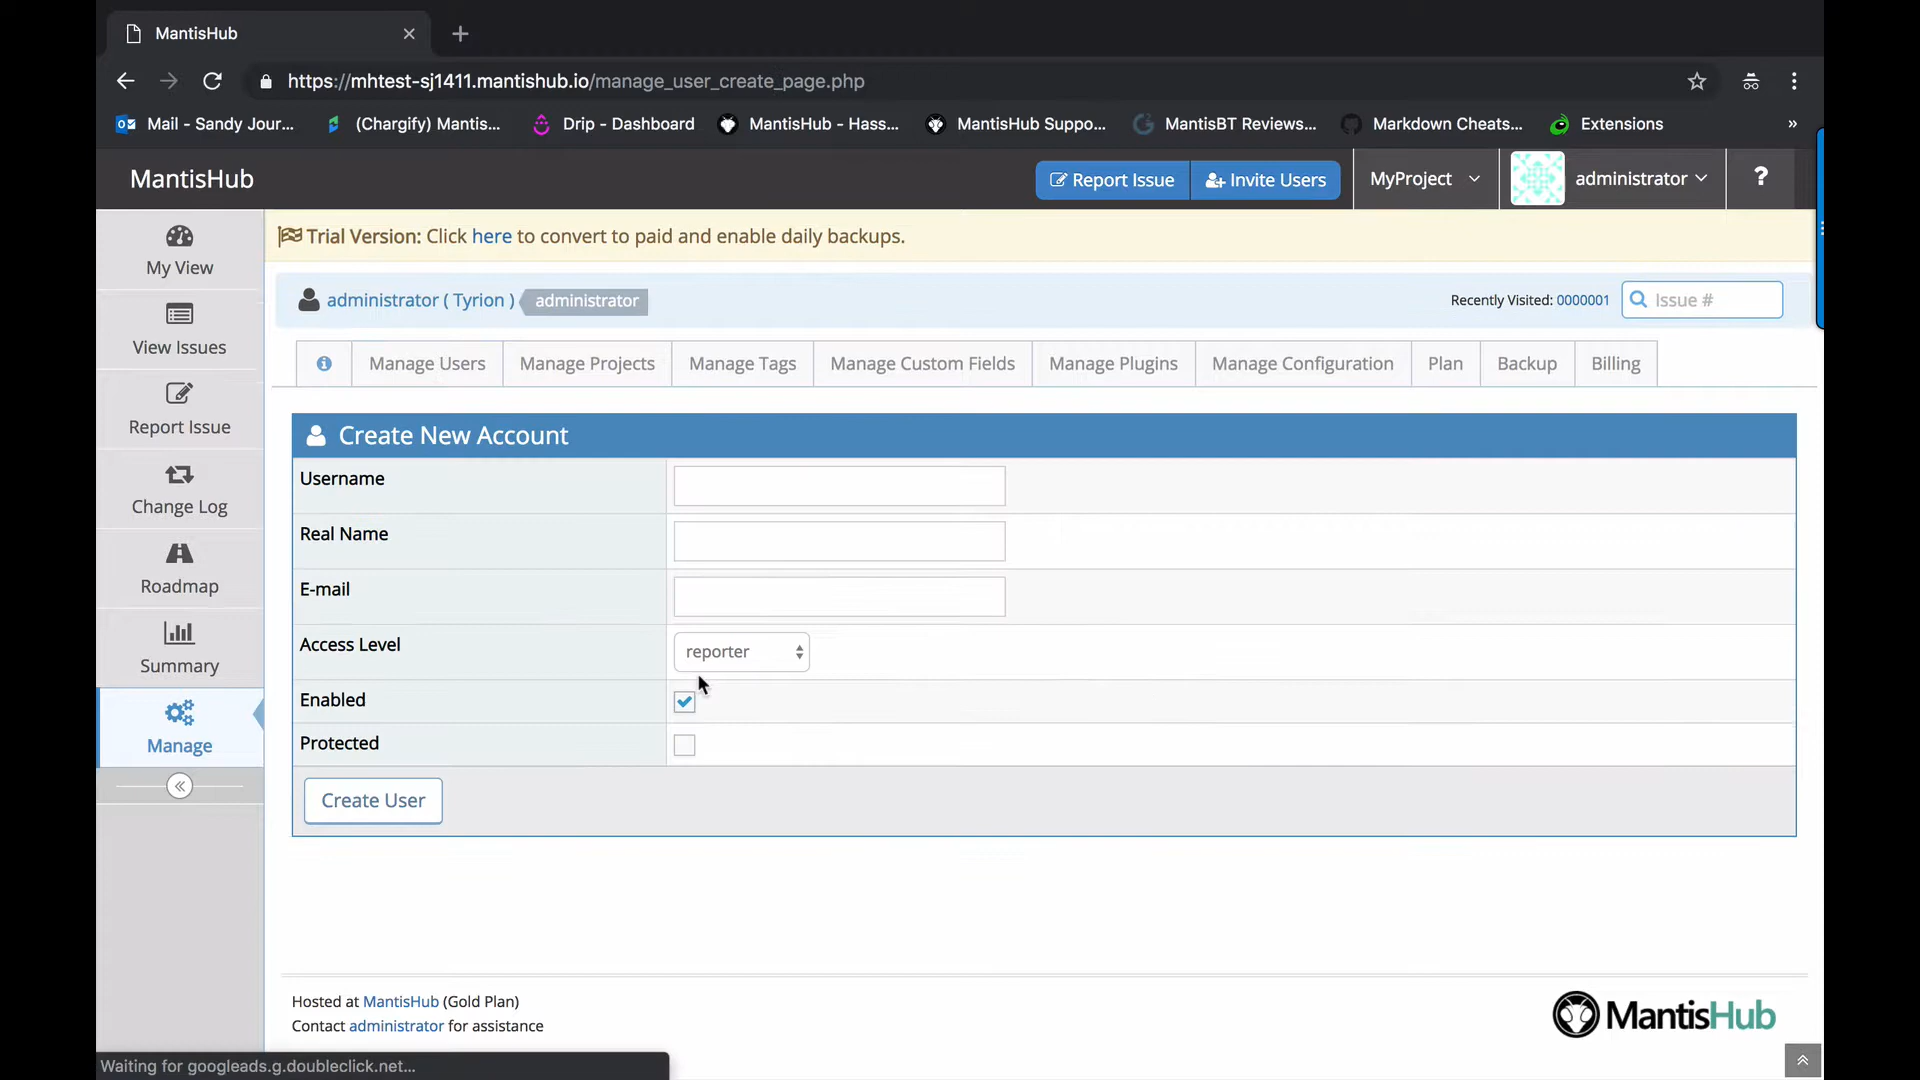 MantisHub
https://mhtest-sj1411.mantishub.io/manage_user_create_page.php
Mail - Sandy Jour...
(Chargify) Mantis...
Drip - Dashboard
MantisHub - Hass...
MantisHub Suppo...
MantisBT Reviews...
Markdown Cheats...
Extensions
»
MantisHub
Report Issue
Invite Users
MyProject
administrator
?
My View
View Issues
Report Issue
Change Log
Roadmap
Summary
Manage
Trial Version: Click here to convert to paid and enable daily backups.
administrator ( Tyrion )
administrator
Recently Visited: 0000001
Issue #
Manage Users
Manage Projects
Manage Tags
Manage Custom Fields
Manage Plugins
Manage Configuration
Plan
Backup
Billing
Create New Account
Username
Real Name
E-mail
Access Level
reporter
Enabled
Protected
Create User
Hosted at MantisHub (Gold Plan)
Contact administrator for assistance
MantisHub
Waiting for googleads.g.doubleclick.net...